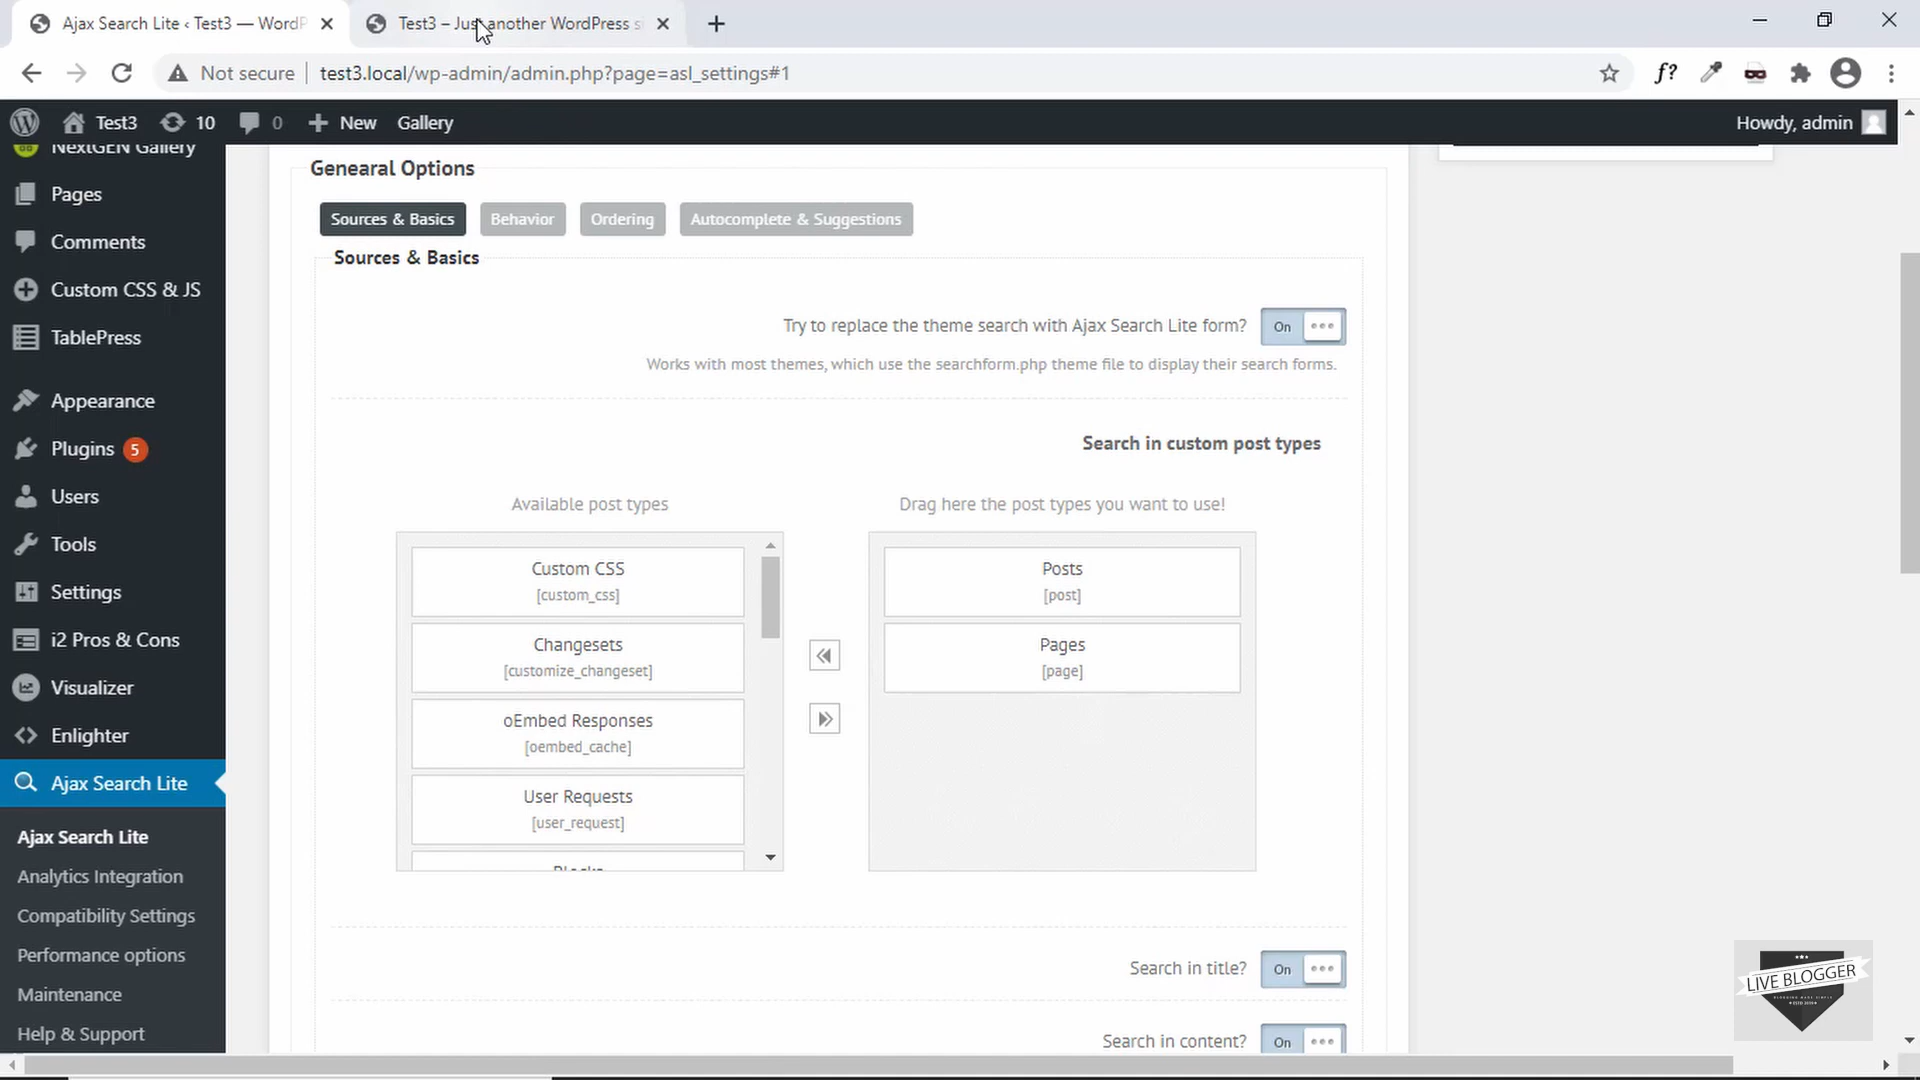 Ajax Search Lite ‹ Test3 — WordP
Test3 – Just another WordPress si
Not secure
test3.local/wp-admin/admin.php?page=asl_settings#1
f?
Test3
10
0
New
Gallery
Howdy, admin
NextGEN Gallery
Pages
Comments
Custom CSS & JS
TablePress
Appearance
Plugins 5
Users
Tools
Settings
i2 Pros & Cons
Visualizer
Enlighter
Ajax Search Lite
Ajax Search Lite
Analytics Integration
Compatibility Settings
Performance options
Maintenance
Help & Support
Genearal Options
Sources & Basics
Behavior
Ordering
Autocomplete & Suggestions
Sources & Basics
Try to replace the theme search with Ajax Search Lite form?
On
Works with most themes, which use the searchform.php theme file to display their search forms.
Search in custom post types
Available post types
Drag here the post types you want to use!
Custom CSS
[custom_css]
Changesets
[customize_changeset]
oEmbed Responses
[oembed_cache]
User Requests
[user_request]
Blocks
Posts
[post]
Pages
[page]
Search in title?
On
Search in content?
On
LIVE BLOGGER